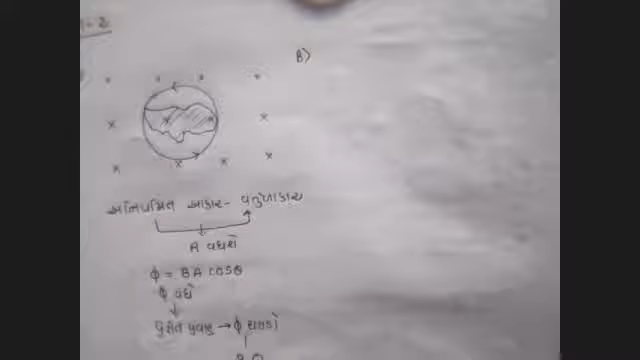 B)
અનિયમિત આકાર - વર્તુળાકાર
A વધશે
ϕ = BA cosθ
ϕ વધે
પ્રેરિત પ્રવાહ → ϕ ઘટાડશે